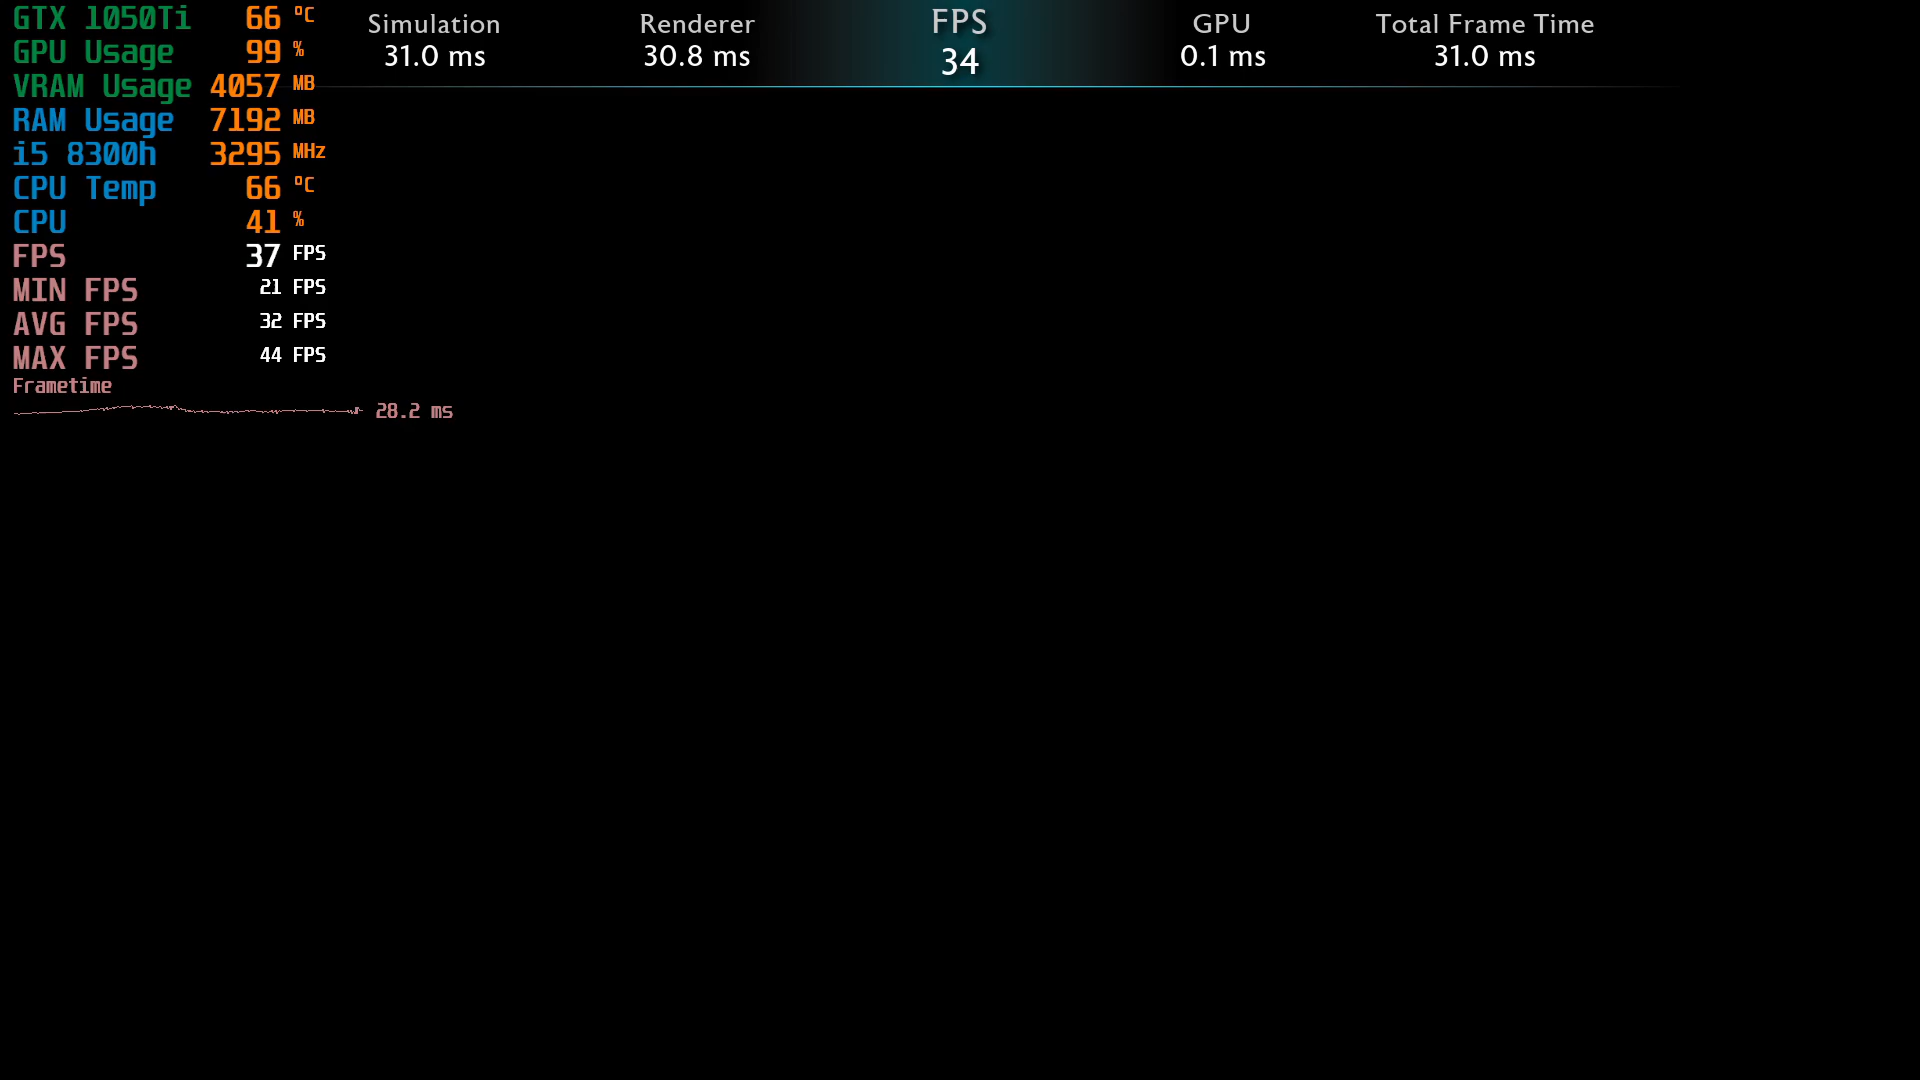 GTX 1050Ti 66 °C
GPU Usage 99 %
VRAM Usage 4057 MB
RAM Usage 7192 MB
i5 8300h 3295 MHz
CPU Temp 66 °C
CPU 41 %
FPS 37 FPS
MIN FPS 21 FPS
AVG FPS 32 FPS
MAX FPS 44 FPS
Frametime
28.2 ms
Simulation
31.0 ms
Renderer
30.8 ms
FPS
34
GPU
0.1 ms
Total Frame Time
31.0 ms